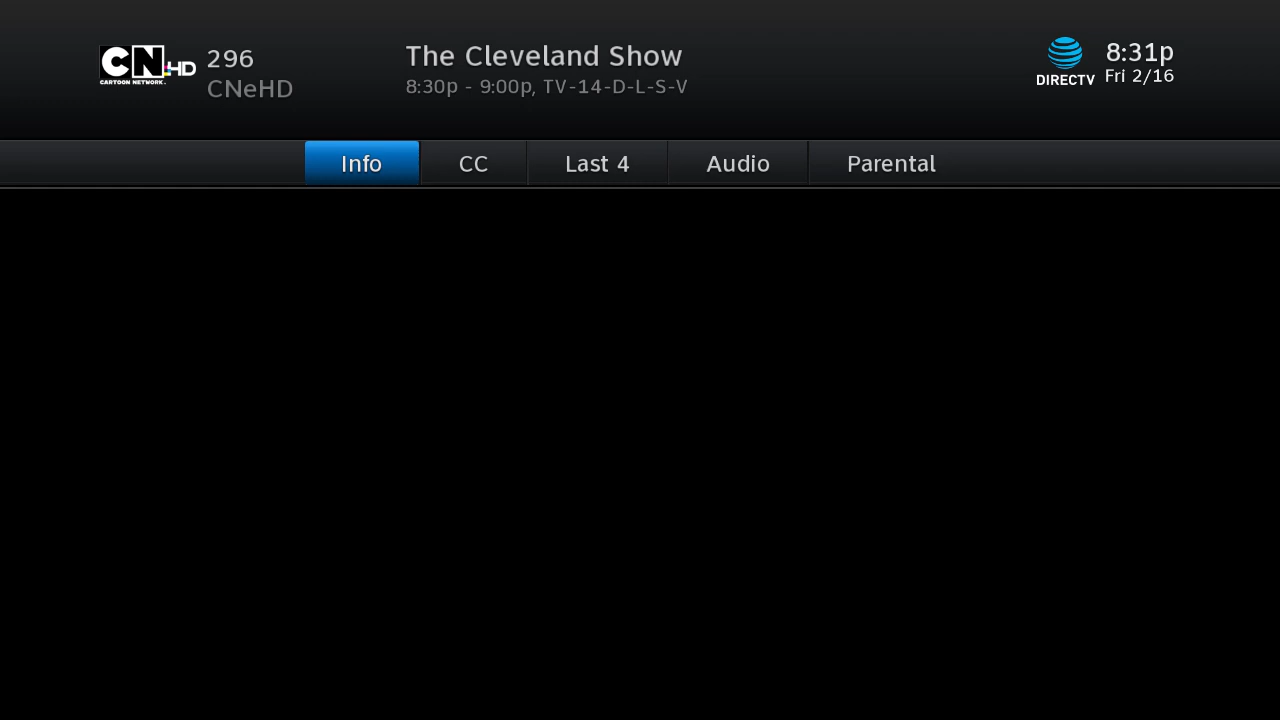 CN HD
CARTOON NETWORK.
296
CNeHD
The Cleveland Show
8:30p - 9:00p, TV-14-D-L-S-V
DIRECTV
8:31p
Fri 2/16
Info
CC
Last 4
Audio
Parental